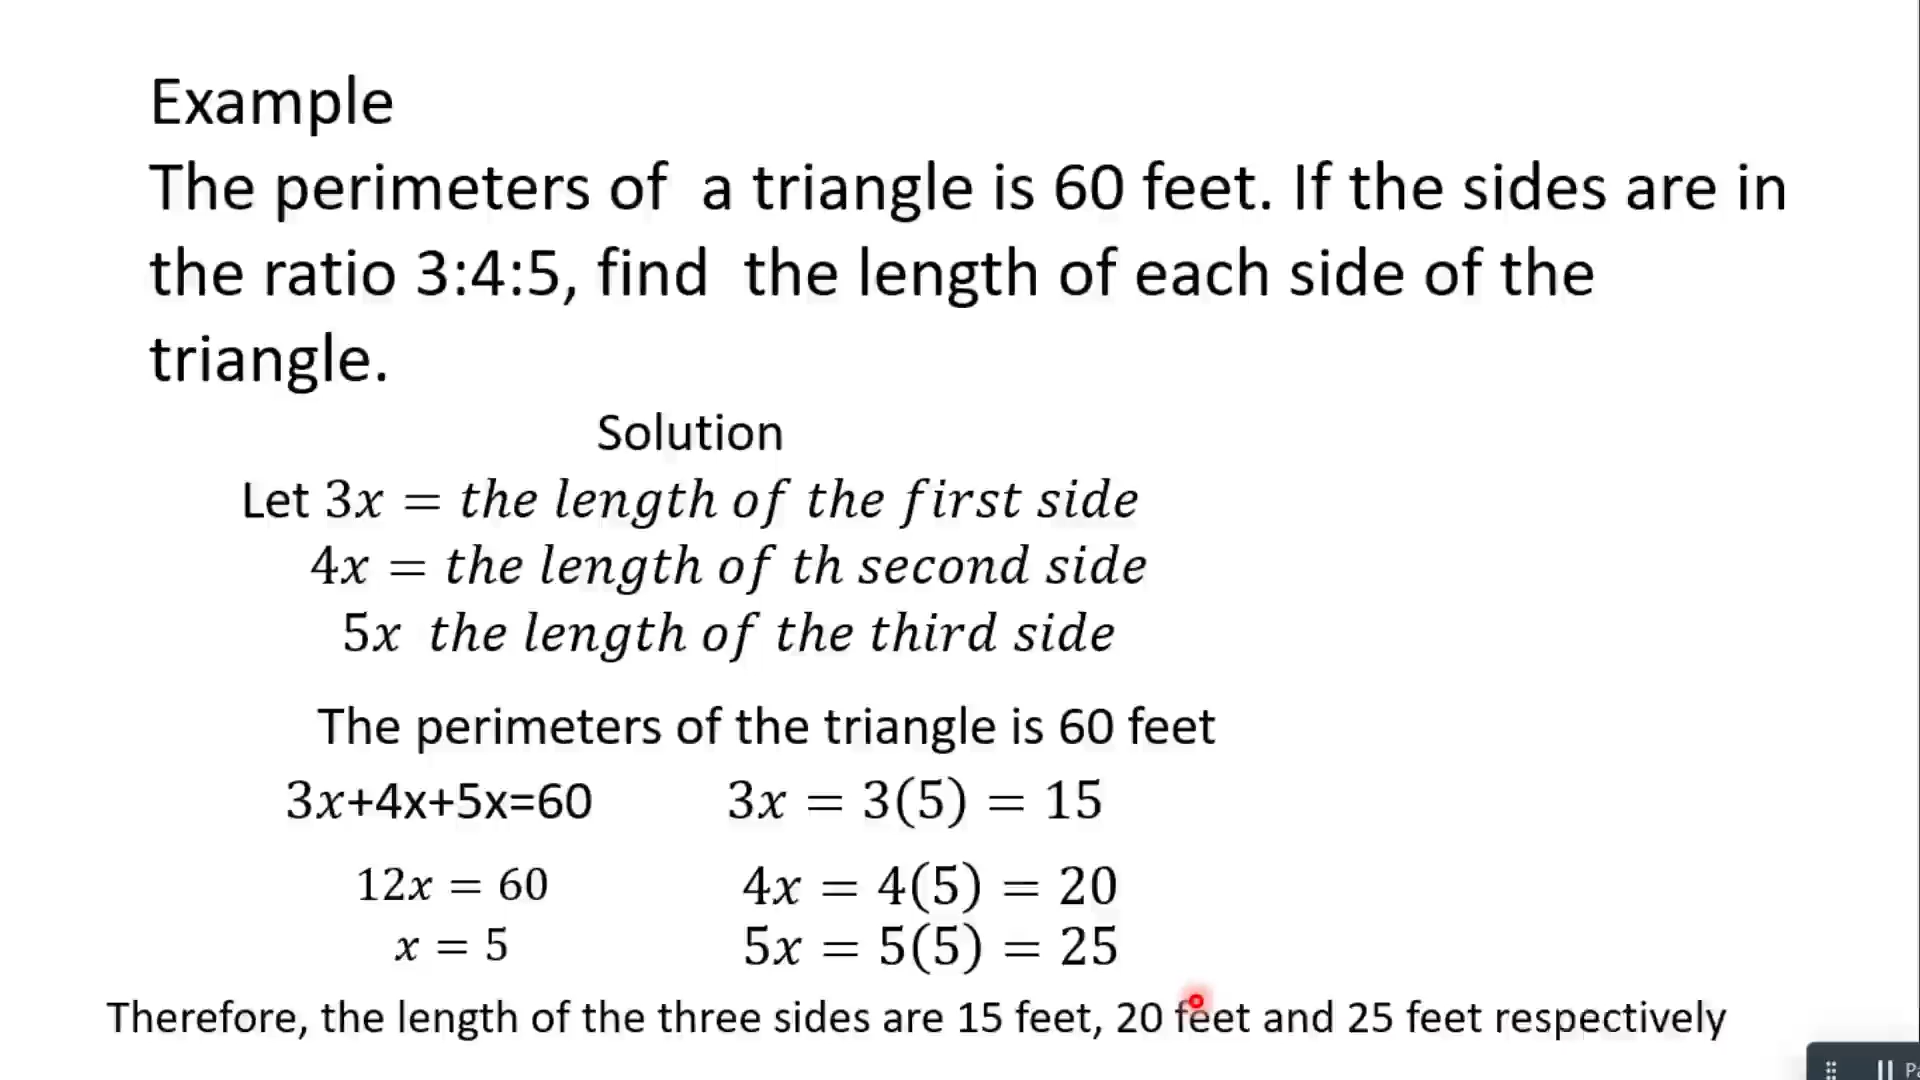 Example
The perimeters of a triangle is 60 feet. If the sides are in
the ratio 3:4:5, find the length of each side of the
triangle.
Solution
Let 3x = the length of the first side
4x = the length of th second side
5x the length of the third side
The perimeters of the triangle is 60 feet
3x+4x+5x=60
3x = 3(5) = 15
12x = 60
4x = 4(5) = 20
x = 5
5x = 5(5) = 25
Therefore, the length of the three sides are 15 feet, 20 feet and 25 feet respectively